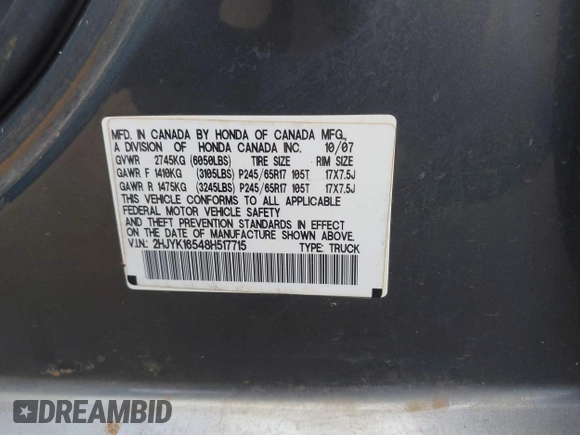 MFD. IN CANADA BY HONDA OF CANADA MFG.,
A DIVISION OF HONDA CANADA INC. 10/07
GVWR 2745KG (6050LBS) TIRE SIZE RIM SIZE
GAWR F 1410KG (3105LBS) P245/65R17 105T 17X7.5J
GAWR R 1475KG (3245LBS) P245/65R17 105T 17X7.5J
THIS VEHICLE CONFORMS TO ALL APPLICABLE
FEDERAL MOTOR VEHICLE SAFETY
AND THEFT PREVENTION STANDARDS IN EFFECT
ON THE DATE OF MANUFACTURE SHOWN ABOVE.
V.I.N: 2HJYK16548H517715 TYPE: TRUCK
DREAMBID